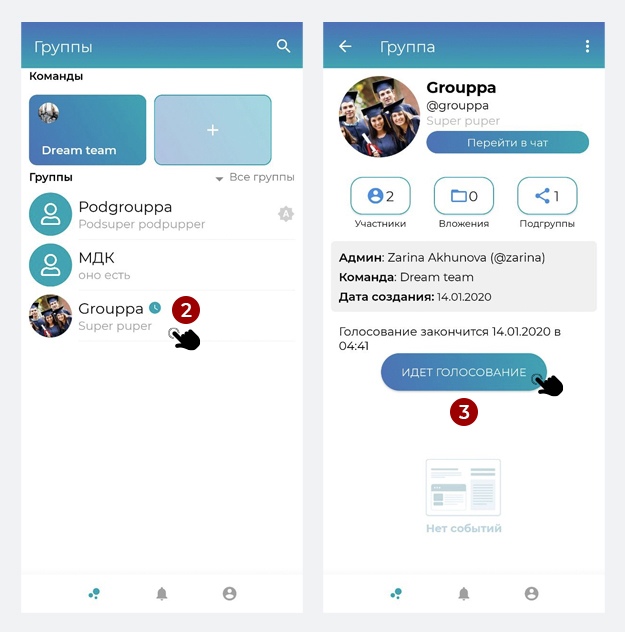 Группы
Команды
Dream team
+
Группы
Все группы
Podgrouppa
Podsuper podpupper
A
МДК
оно есть
Grouppa
Super puper
2
Группа
Grouppa
@grouppa
Super puper
Перейти в чат
2
0
1
Участники
Вложения
Подгруппы
Админ: Zarina Akhunova (@zarina)
Команда: Dream team
Дата создания: 14.01.2020
Голосование закончится 14.01.2020 в
04:41
ИДЕТ ГОЛОСОВАНИЕ
3
Нет событий